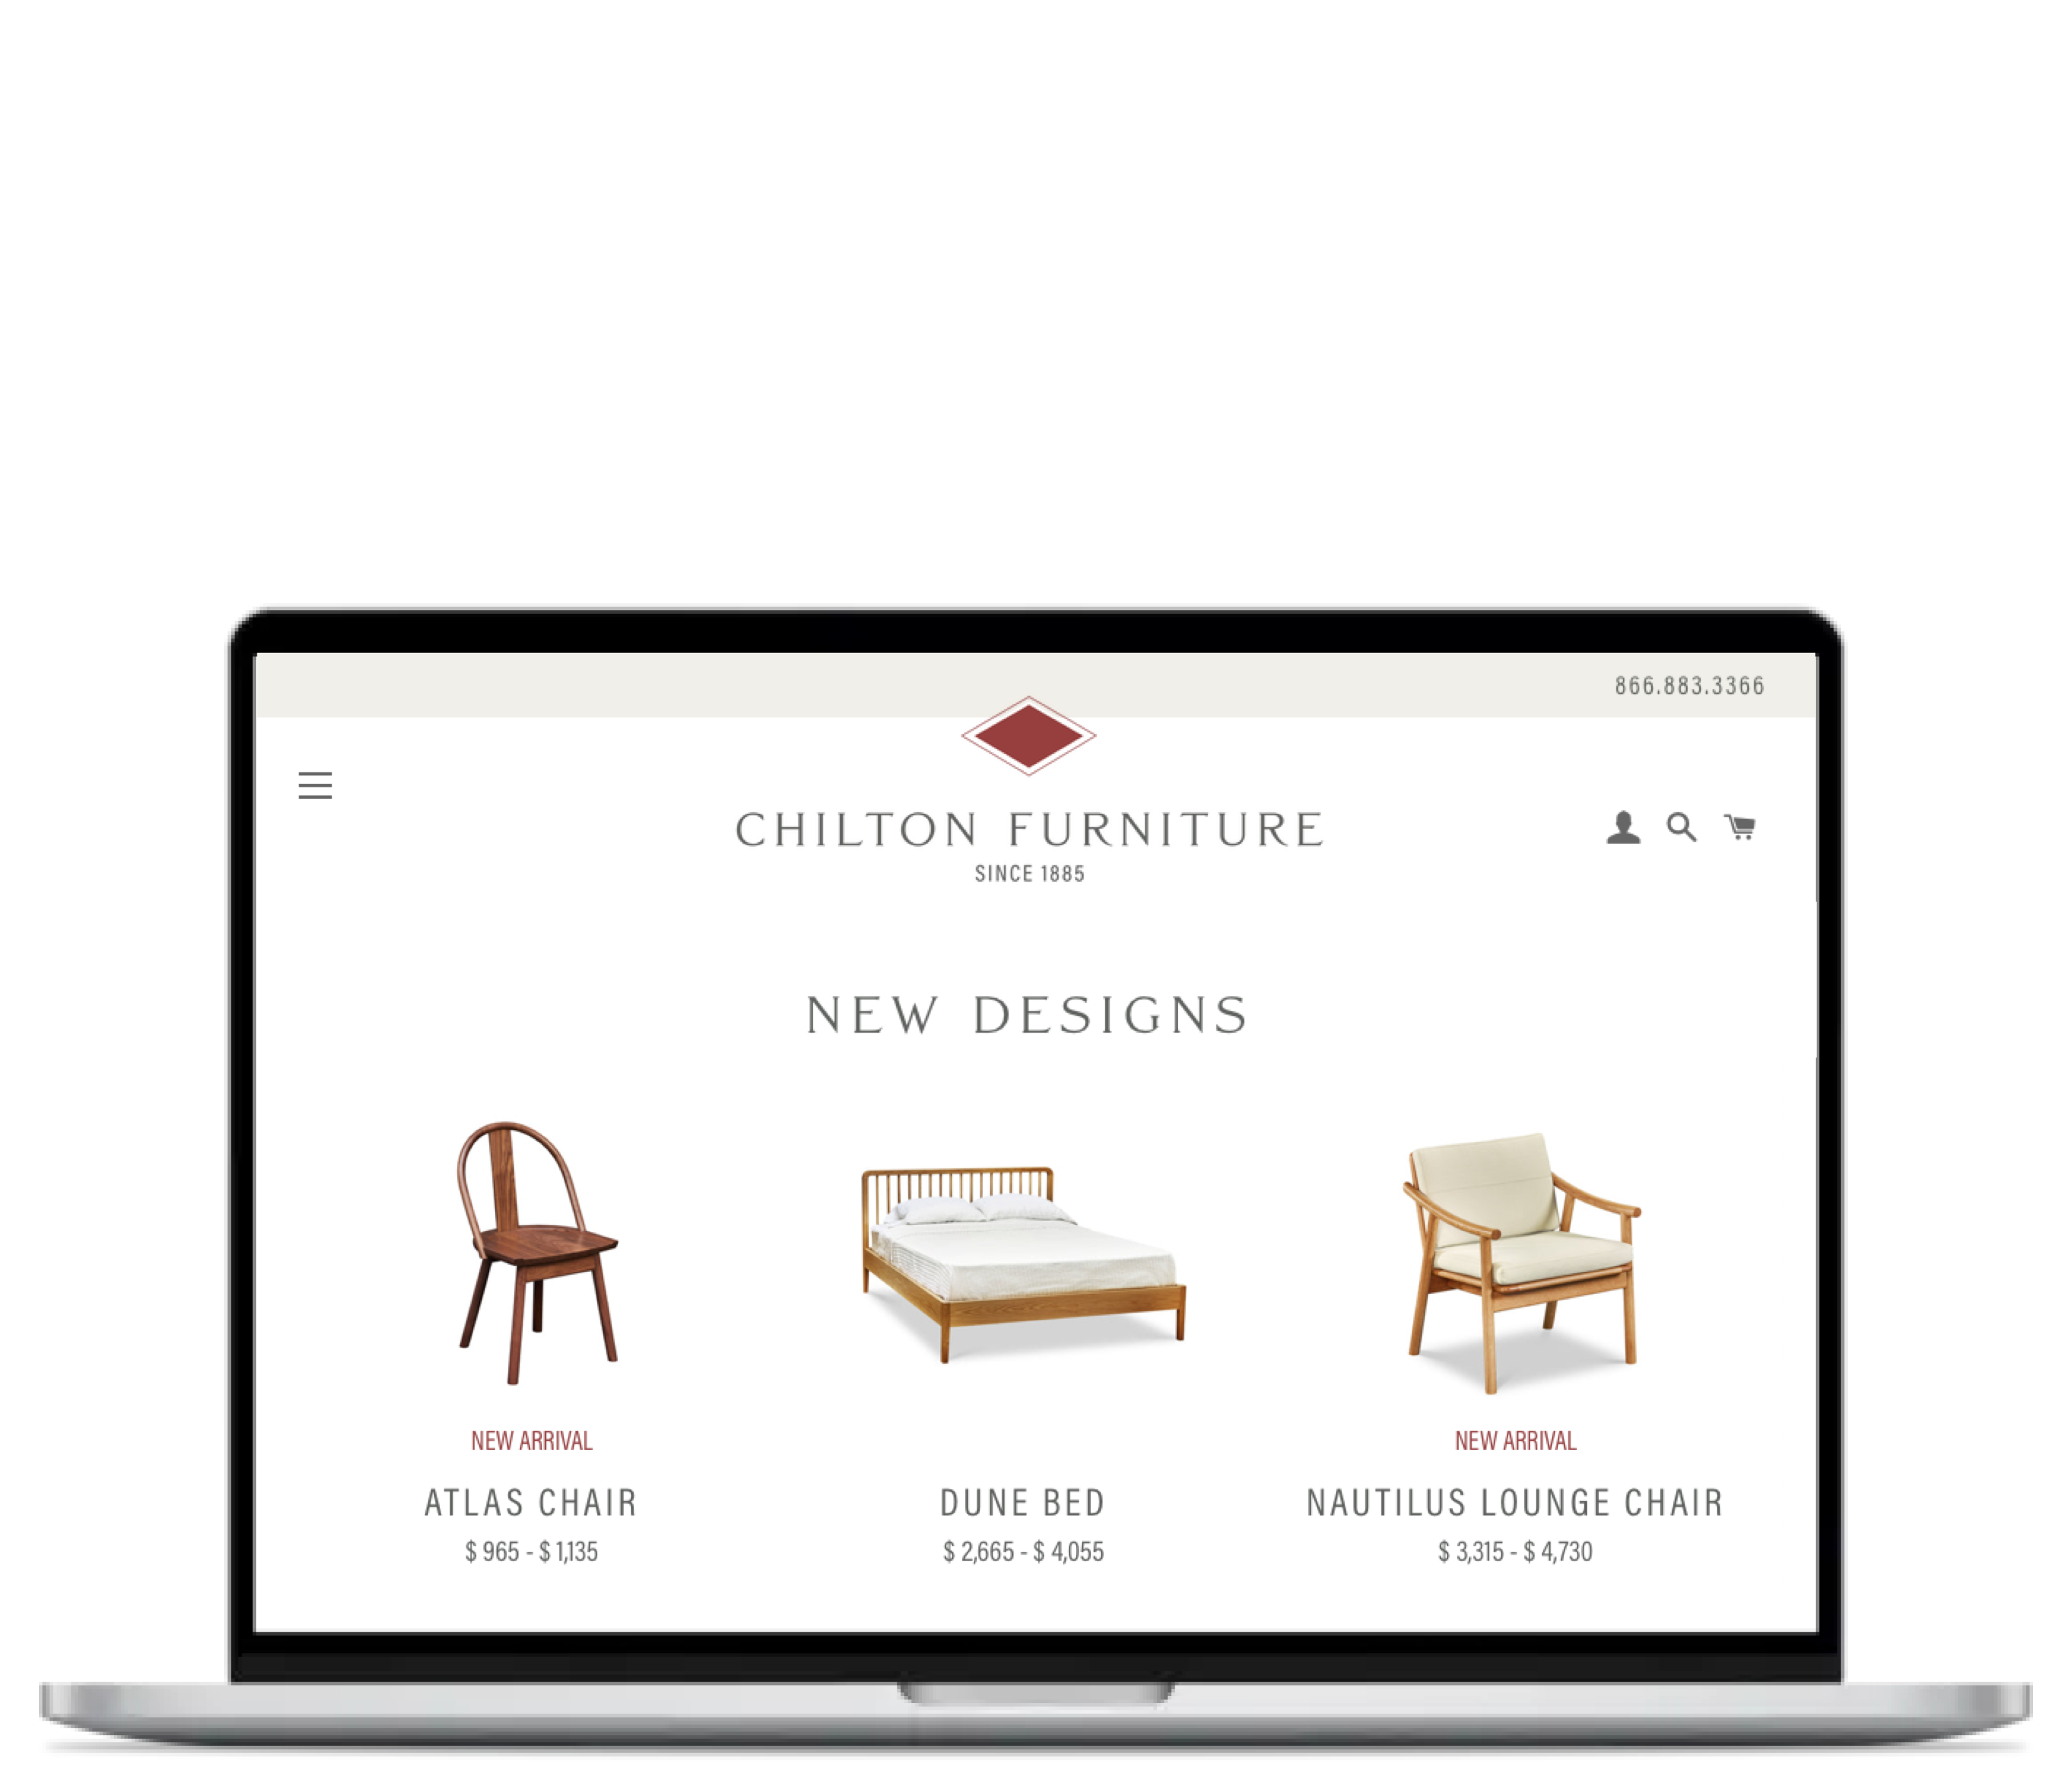 866.883.3366
CHILTON FURNITURE
SINCE 1885
NEW DESIGNS
NEW ARRIVAL
ATLAS CHAIR
$ 965 - $ 1,135
DUNE BED
$ 2,665 - $ 4,055
NEW ARRIVAL
NAUTILUS LOUNGE CHAIR
$ 3,315 - $ 4,730